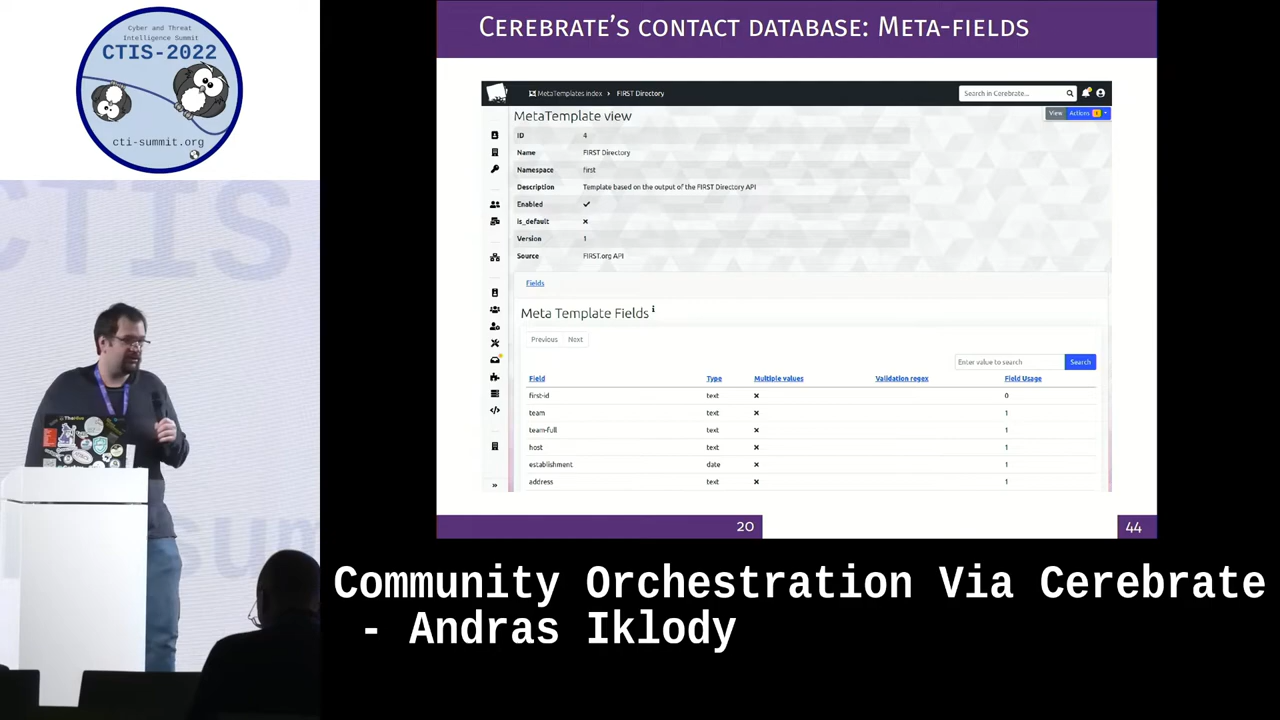 Cyber and Threat
Intelligence Summit
CTIS-2022
cti-summit.org
CEREBRATE'S CONTACT DATABASE: META-FIELDS
MetaTemplates index > FIRST Directory
Search in Cerebrate...
MetaTemplate view
View Actions 1
ID 4
Name FIRST Directory
Namespace first
Description Template based on the output of the FIRST Directory API
Enabled ✓
is_default ×
Version 1
Source FIRST.org API
Fields
Meta Template Fields i
Previous Next
Enter value to search Search
Field Type Multiple values Validation regex Field Usage
first-id text × 0
team text × 1
team-full text × 1
host text × 1
establishment date × 1
address text × 1
»
20 44
CTIS
sum
Community Orchestration Via Cerebrate
- Andras Iklody